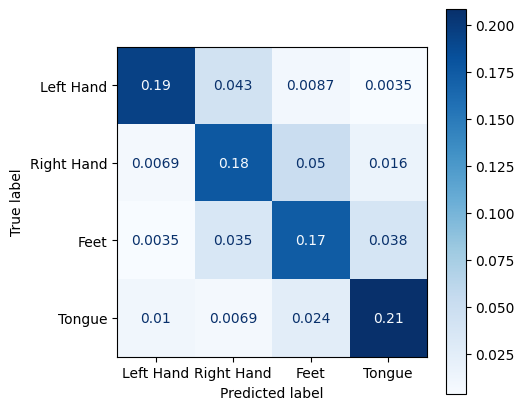 Left Hand 0.19 0.043 0.0087 0.0035
Right Hand 0.0069 0.18 0.05 0.016
Feet 0.0035 0.035 0.17 0.038
Tongue 0.01 0.0069 0.024 0.21
Left Hand Right Hand Feet Tongue
Predicted label
True label
0.200
0.175
0.150
0.125
0.100
0.075
0.050
0.025